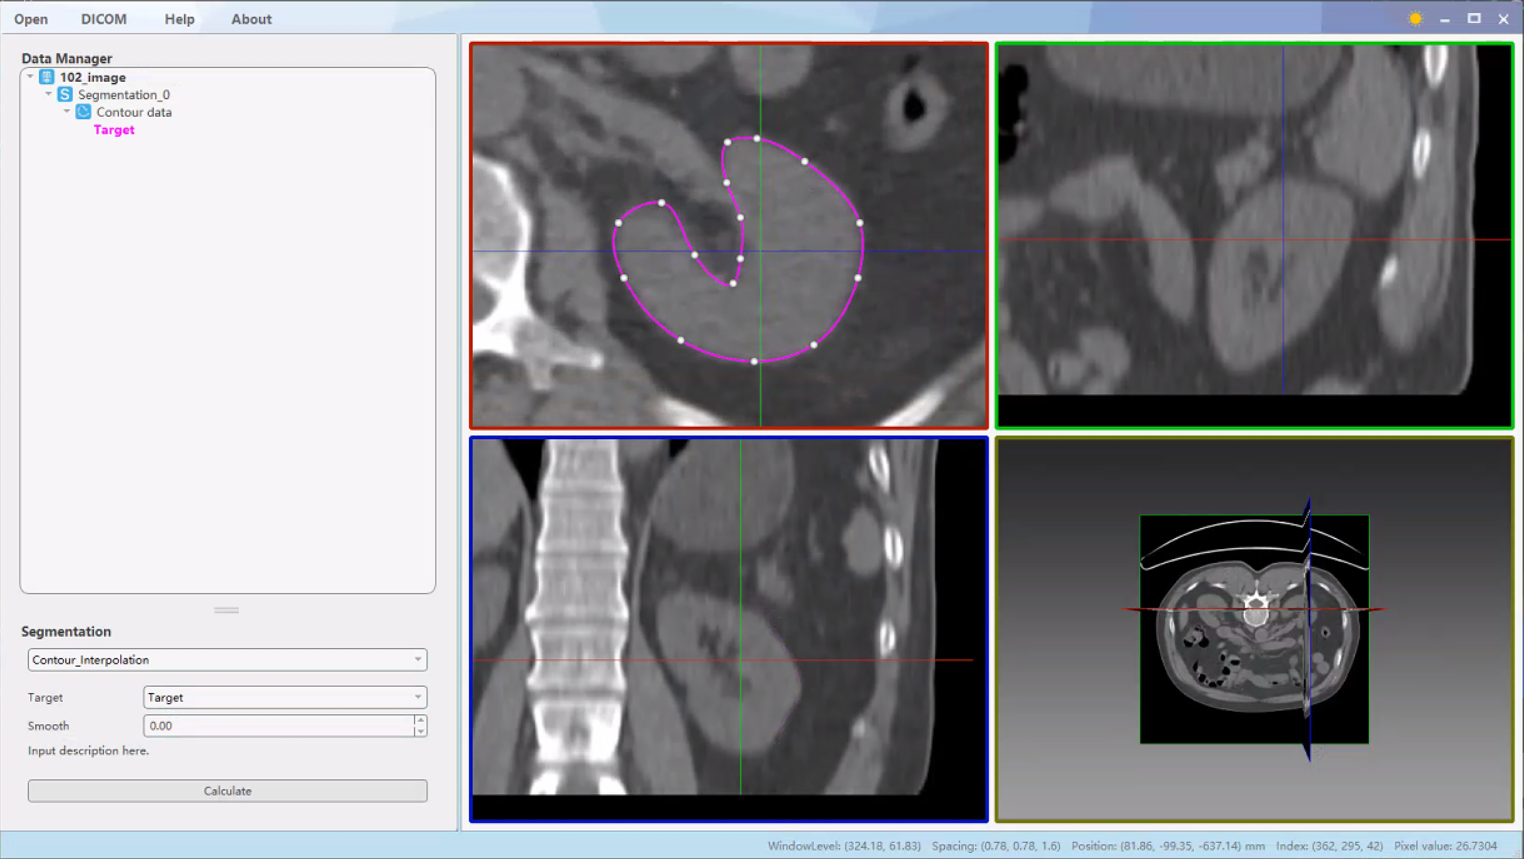 Open DICOM Help About
Data Manager
102_image
Segmentation_0
Contour data
Target
Segmentation
Contour_Interpolation
Target Target
Smooth 0.00
Input description here.
Calculate
WindowLevel: (324.18, 61.83) Spacing: (0.78, 0.78, 1.6) Position: (81.86, -99.35, -637.14) mm Index: (362, 295, 42) Pixel value: 26.7304